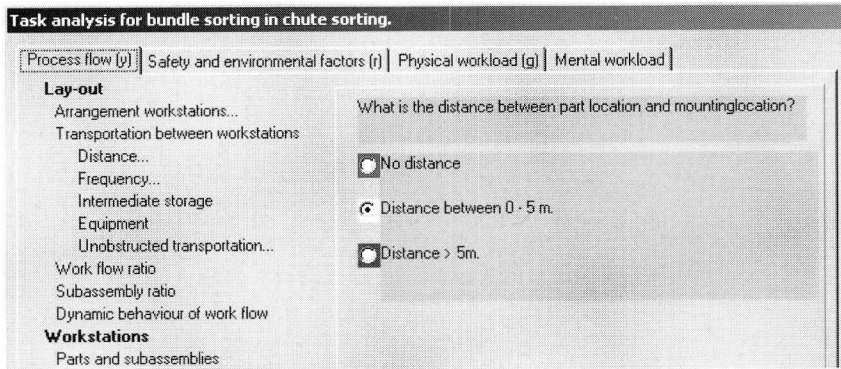 Task analysis for bundle sorting in chute sorting.
Process flow (y) Safety and environmental factors (r) Physical workload (g) Mental workload
Lay-out
Arrangement workstations...
Transportation between workstations
Distance...
Frequency...
Intermediate storage
Equipment
Unobstructed transportation...
Work flow ratio
Subassembly ratio
Dynamic behaviour of work flow
Workstations
Parts and subassemblies
What is the distance between part location and mountinglocation?
No distance
Distance between 0 - 5 m.
Distance > 5m.